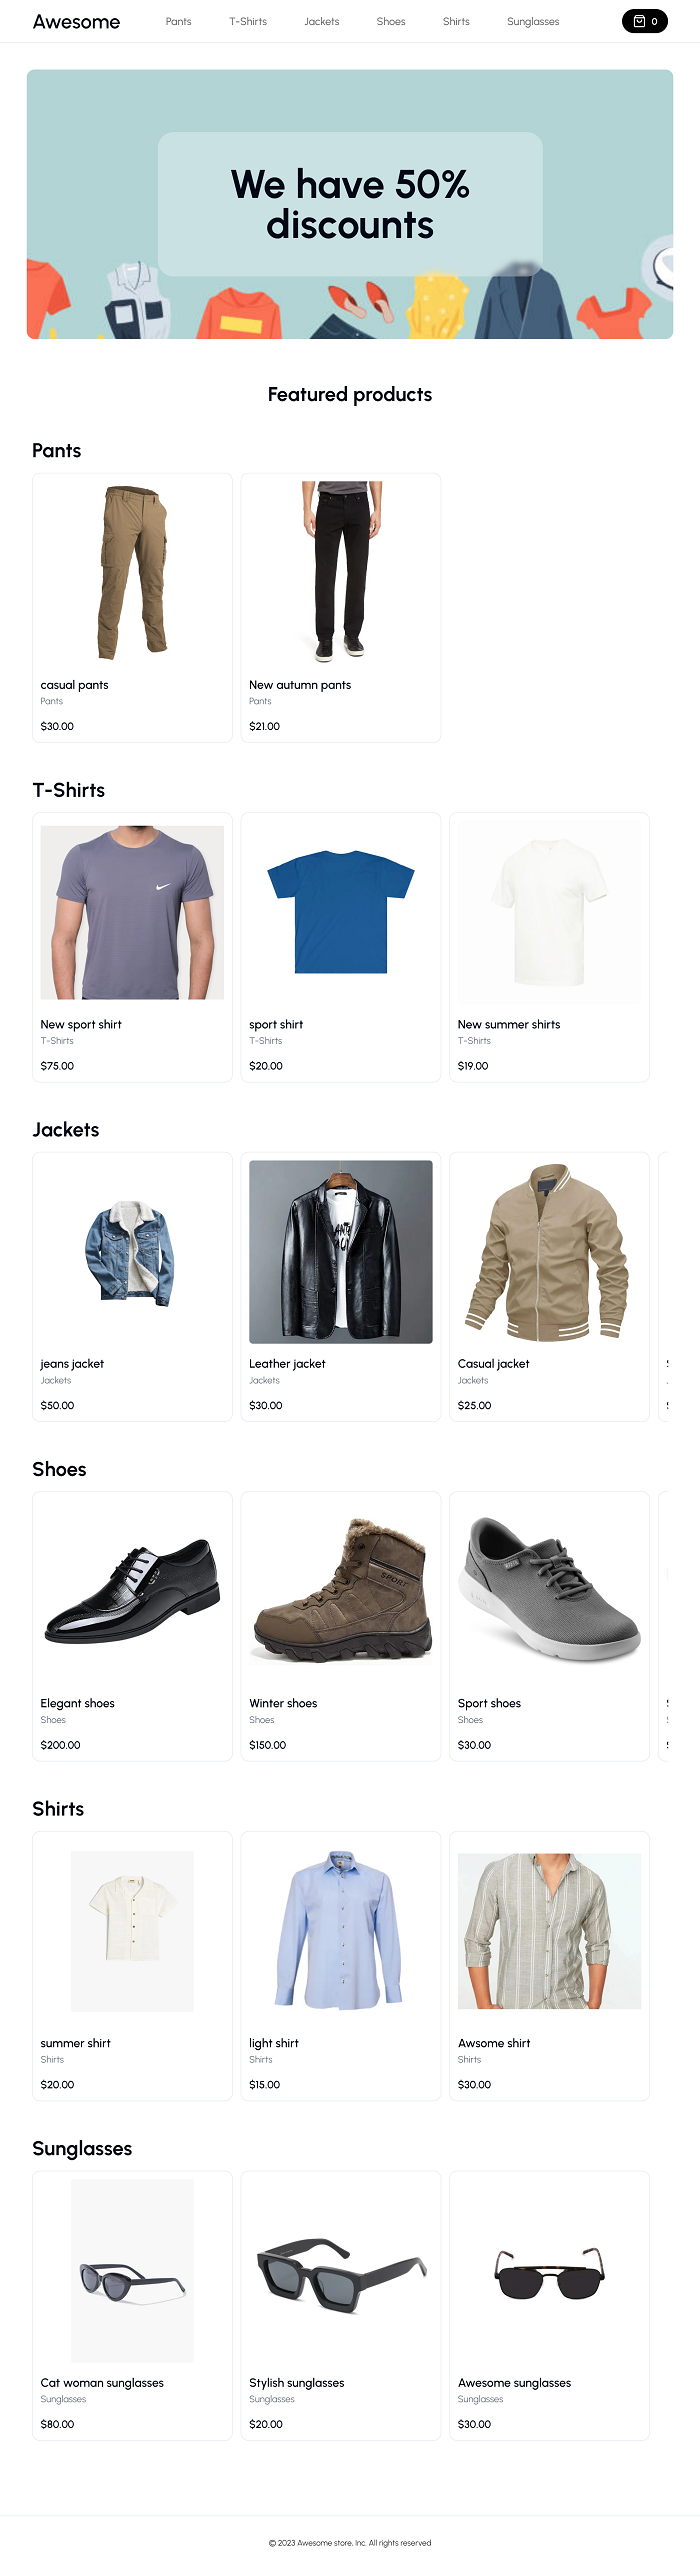 Awesome
Pants
T-Shirts
Jackets
Shoes
Shirts
Sunglasses
0
We have 50%
discounts
Featured products
Pants
casual pants
Pants
$30.00
New autumn pants
Pants
$21.00
T-Shirts
New sport shirt
T-Shirts
$75.00
sport shirt
T-Shirts
$20.00
New summer shirts
T-Shirts
$19.00
Jackets
jeans jacket
Jackets
$50.00
Leather jacket
Jackets
$30.00
Casual jacket
Jackets
$25.00
Shoes
SPORT
Elegant shoes
Shoes
$200.00
Winter shoes
Shoes
$150.00
Sport shoes
Shoes
$30.00
Shirts
summer shirt
Shirts
$20.00
light shirt
Shirts
$15.00
Awsome shirt
Shirts
$30.00
Sunglasses
Cat woman sunglasses
Sunglasses
$80.00
Stylish sunglasses
Sunglasses
$20.00
Awesome sunglasses
Sunglasses
$30.00
© 2023 Awesome store, Inc. All rights reserved